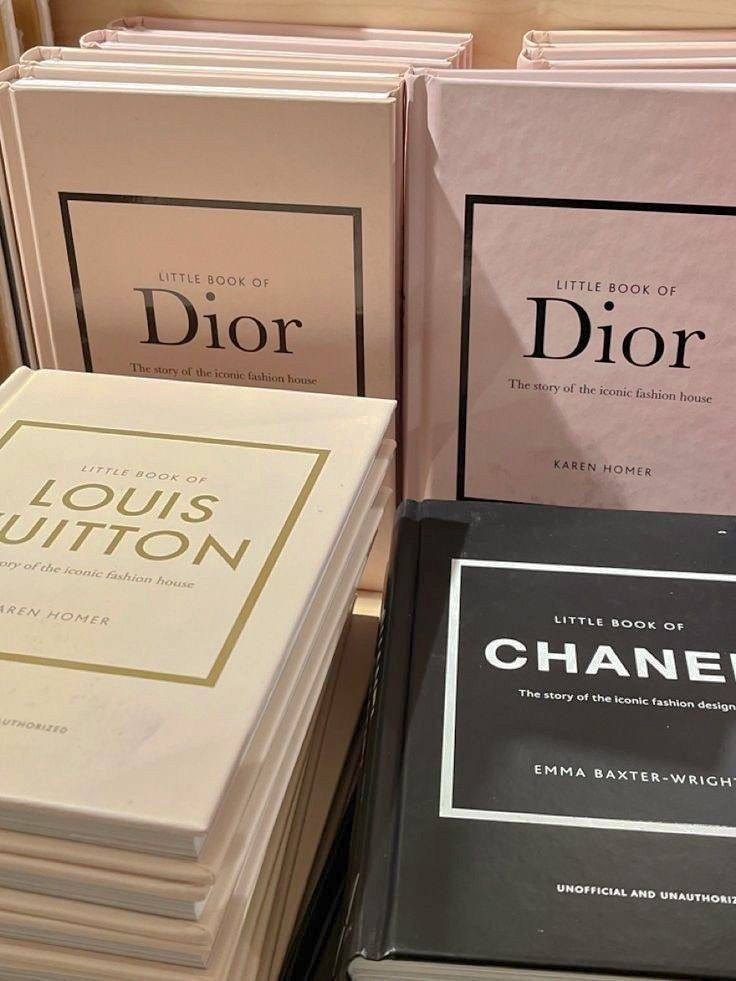 LITTLE BOOK OF
Dior
The story of the iconic fashion house
LITTLE BOOK OF
Dior
The story of the iconic fashion house
KAREN HOMER
LITTLE BOOK OF
LOUIS
UITTON
ory of the iconic fashion house
AREN HOMER
UTHORIZED
LITTLE BOOK OF
CHANE
The story of the iconic fashion design
EMMA BAXTER-WRIGH
UNOFFICIAL AND UNAUTHORIZ